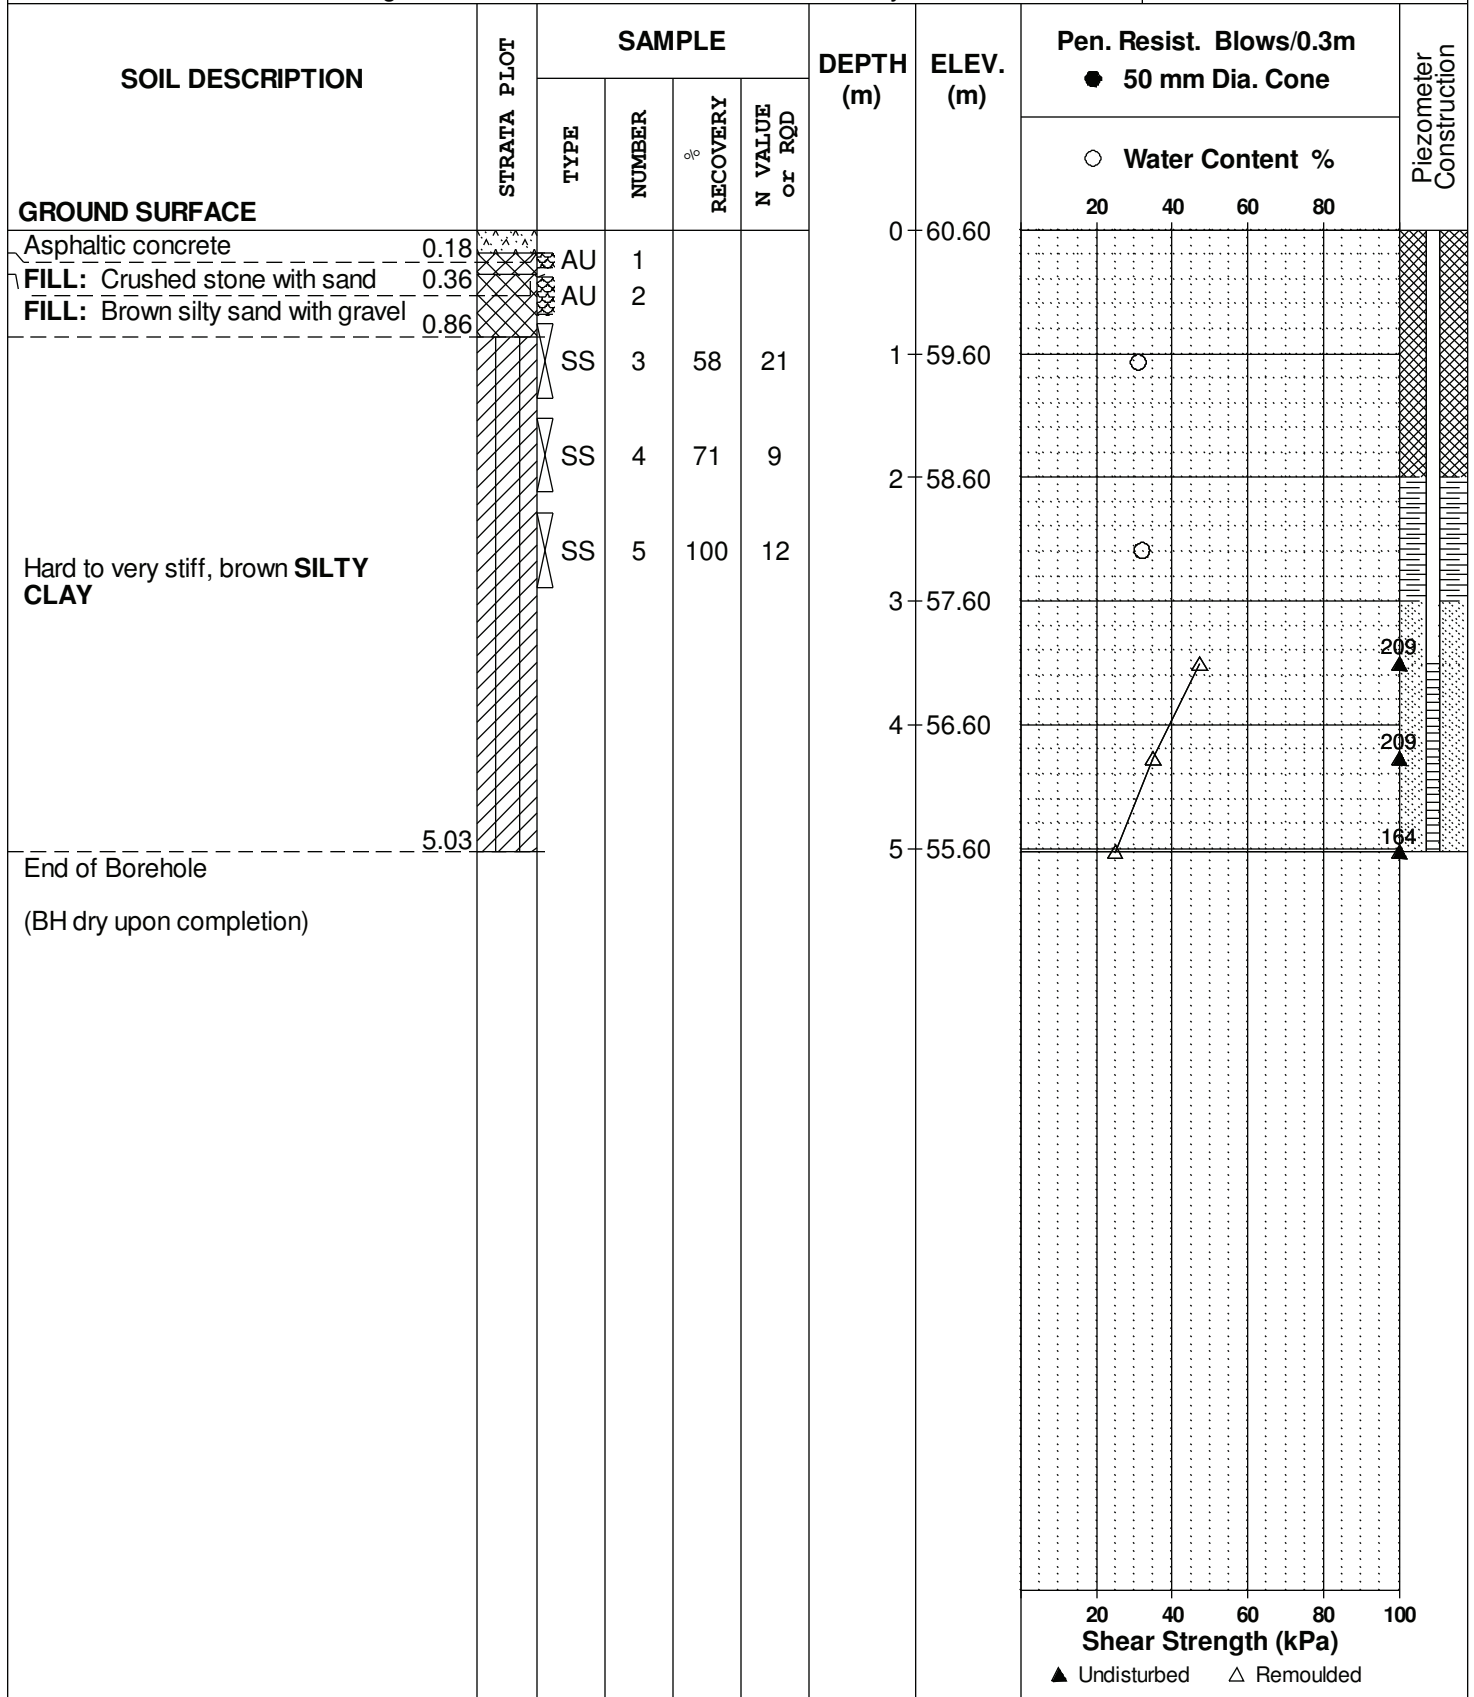 SOIL DESCRIPTION
GROUND SURFACE
STRATA PLOT
SAMPLE
TYPE
NUMBER
%
RECOVERY
N VALUE
or RQD
DEPTH
(m)
ELEV.
(m)
Pen. Resist. Blows/0.3m
● 50 mm Dia. Cone
○ Water Content %
20 40 60 80
Piezometer
Construction
0 60.60
Asphaltic concrete 0.18
AU 1
FILL: Crushed stone with sand 0.36
AU 2
FILL: Brown silty sand with gravel 0.86
SS 3 58 21
1 59.60
SS 4 71 9
2 58.60
SS 5 100 12
Hard to very stiff, brown SILTY
CLAY
3 57.60
209
4 56.60
209
164
5.03
5 55.60
End of Borehole
(BH dry upon completion)
20 40 60 80 100
Shear Strength (kPa)
▲ Undisturbed △ Remoulded